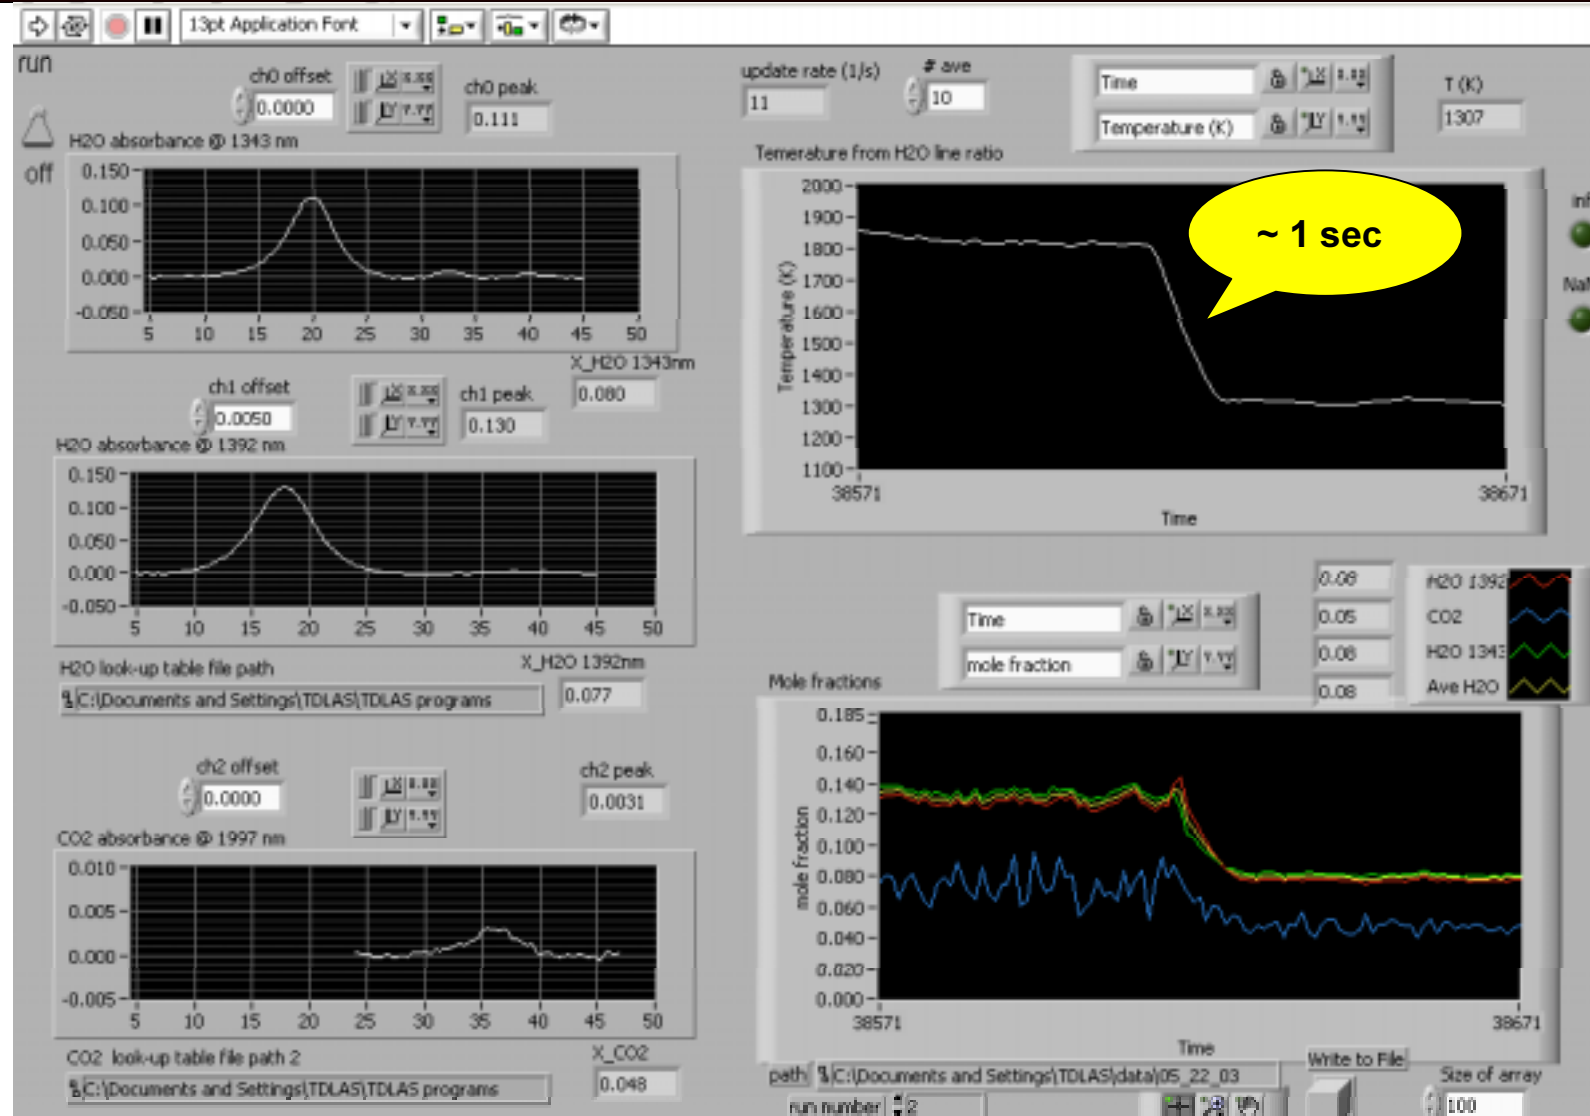 13pt Application Font
run
off
ch0 offset
0.0000
ch0 peak
0.111
H2O absorbance @ 1343 nm
0.150
0.100
0.050
0.000
-0.050
5 10 15 20 25 30 35 40 45 50
X_H2O 1343nm
0.080
ch1 offset
0.0050
ch1 peak
0.130
H2O absorbance @ 1392 nm
0.150
0.100
0.050
0.000
-0.050
5 10 15 20 25 30 35 40 45 50
H2O look-up table file path
C:\Documents and Settings\TDLAS\TDLAS programs
X_H2O 1392nm
0.077
ch2 offset
0.0000
ch2 peak
0.0031
CO2 absorbance @ 1997 nm
0.010
0.005
0.000
-0.005
5 10 15 20 25 30 35 40 45 50
CO2 look-up table file path 2
C:\Documents and Settings\TDLAS\TDLAS programs
X_CO2
0.048
update rate (1/s)
11
# ave
10
Time
Temperature (K)
T (K)
1307
Temerature from H2O line ratio
2000
1900
1800
1700
1600
1500
1400
1300
1200
1100
Temperature (K)
38571 38671
Time
~ 1 sec
Time
mole fraction
0.08
0.05
0.08
0.08
H2O 1392
CO2
H2O 1343
Ave H2O
Mole fractions
0.185
0.160
0.140
0.120
0.100
0.080
0.060
0.040
0.020
0.000
mole fraction
38571 38671
Time
path C:\Documents and Settings\TDLAS\data\05_22_03
run number 2
Write to File
Size of array
100